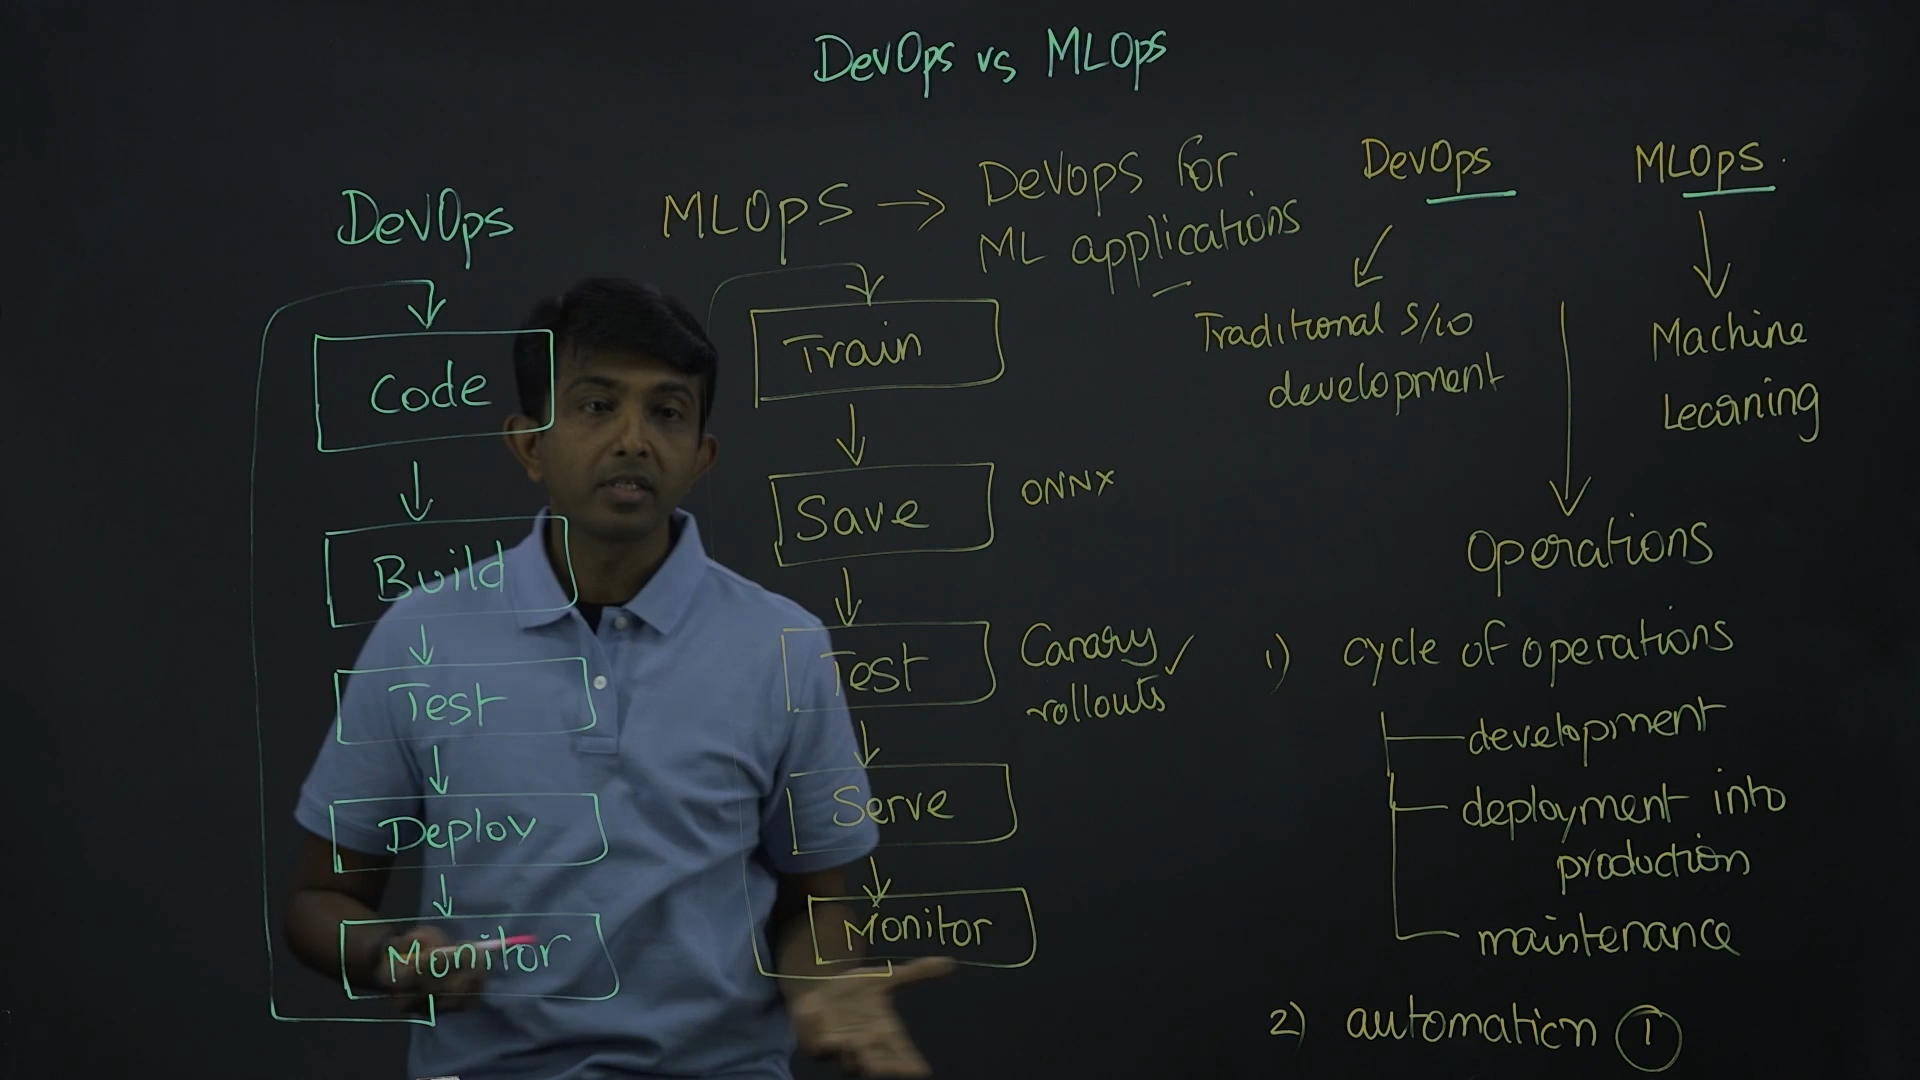 DevOps vs MLOps
DevOps
Code
Build
Test
Deploy
Monitor
MLOps → Devops for
ML applications
Train
Save
ONNX
Test
Canary
rollouts ✓
Serve
Monitor
DevOps
MLOps
Traditional S/W
development
Machine
Learning
Operations
1) cycle of operations
development
deployment into
production
maintenance
2) automation 1